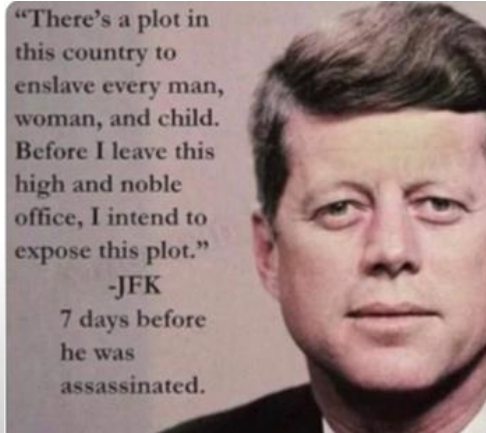 “There’s a plot in
this country to
enslave every man,
woman, and child.
Before I leave this
high and noble
office, I intend to
expose this plot.”
-JFK
7 days before
he was
assassinated.